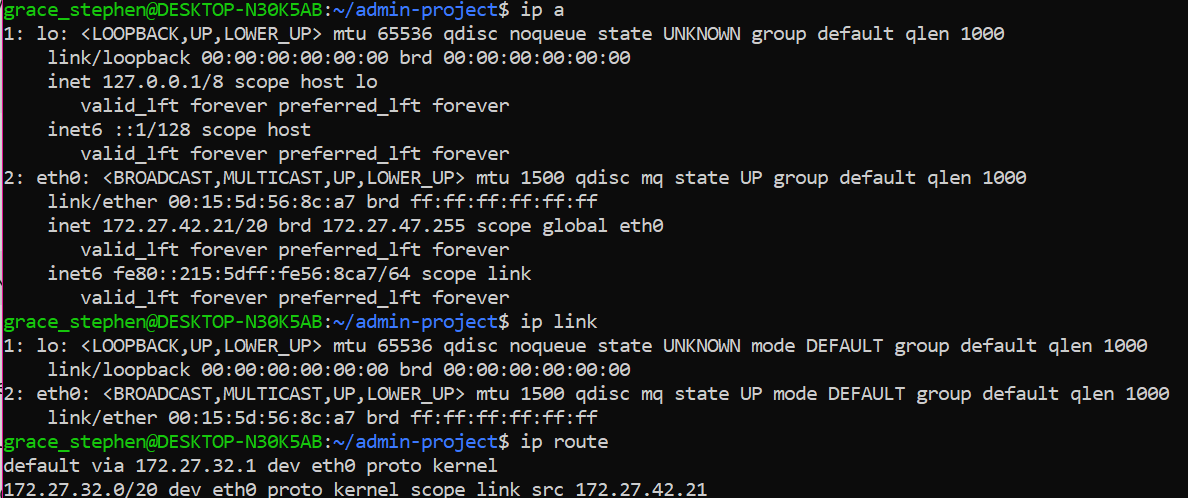 grace_stephen@DESKTOP-N30K5AB:~/admin-project$ ip a
1: lo: <LOOPBACK,UP,LOWER_UP> mtu 65536 qdisc noqueue state UNKNOWN group default qlen 1000
    link/loopback 00:00:00:00:00:00 brd 00:00:00:00:00:00
    inet 127.0.0.1/8 scope host lo
       valid_lft forever preferred_lft forever
    inet6 ::1/128 scope host
       valid_lft forever preferred_lft forever
2: eth0: <BROADCAST,MULTICAST,UP,LOWER_UP> mtu 1500 qdisc mq state UP group default qlen 1000
    link/ether 00:15:5d:56:8c:a7 brd ff:ff:ff:ff:ff:ff
    inet 172.27.42.21/20 brd 172.27.47.255 scope global eth0
       valid_lft forever preferred_lft forever
    inet6 fe80::215:5dff:fe56:8ca7/64 scope link
       valid_lft forever preferred_lft forever
grace_stephen@DESKTOP-N30K5AB:~/admin-project$ ip link
1: lo: <LOOPBACK,UP,LOWER_UP> mtu 65536 qdisc noqueue state UNKNOWN mode DEFAULT group default qlen 1000
    link/loopback 00:00:00:00:00:00 brd 00:00:00:00:00:00
2: eth0: <BROADCAST,MULTICAST,UP,LOWER_UP> mtu 1500 qdisc mq state UP mode DEFAULT group default qlen 1000
    link/ether 00:15:5d:56:8c:a7 brd ff:ff:ff:ff:ff:ff
grace_stephen@DESKTOP-N30K5AB:~/admin-project$ ip route
default via 172.27.32.1 dev eth0 proto kernel
172.27.32.0/20 dev eth0 proto kernel scope link src 172.27.42.21